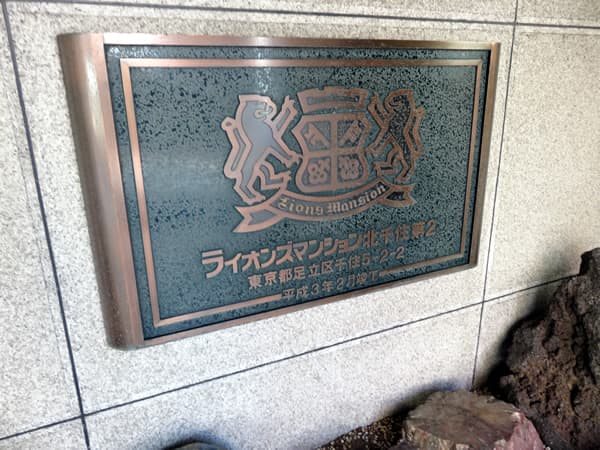 Lions Mansion
ライオンズマンション北千住第2
東京都足立区千住5-2-2
平成3年2月竣工